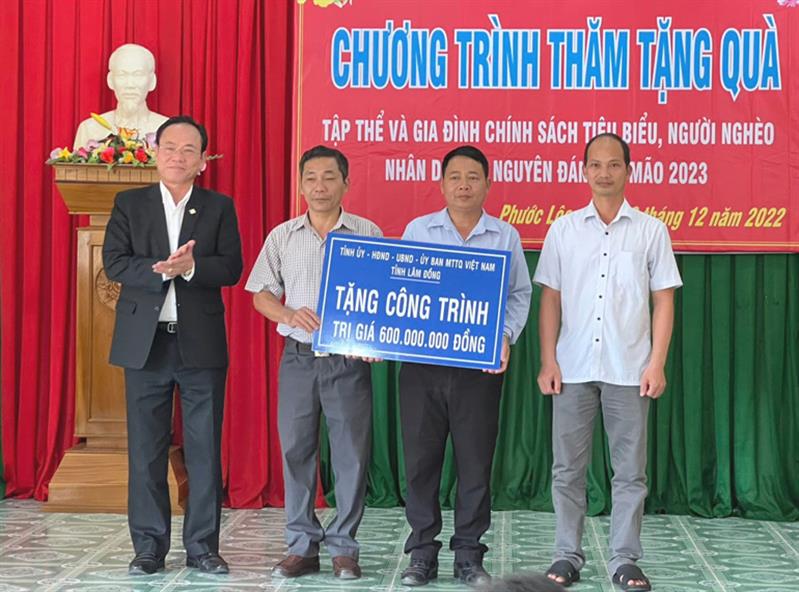 CHƯƠNG TRÌNH THĂM TẶNG QUÀ
TẬP THỂ VÀ GIA ĐÌNH CHÍNH SÁCH TIÊU BIỂU, NGƯỜI NGHÈO
NHÂN NGUYÊN ĐÁN MÃO 2023
Phước tháng 12 năm 2022
TỈNH ỦY - HĐND - UBND - ỦY BAN MTTQ VIỆT NAM
TỈNH LÂM ĐỒNG
TẶNG CÔNG TRÌNH
TRỊ GIÁ 600.000.000 ĐỒNG